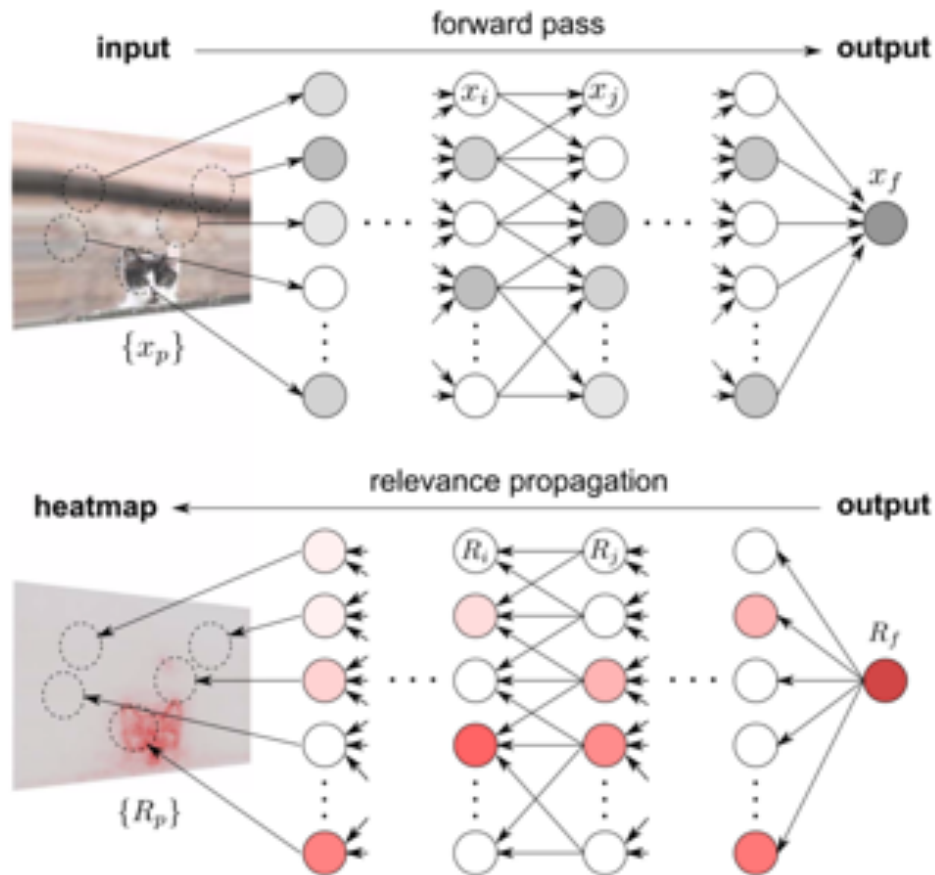 forward pass
input output
x_i x_j
x_f
{x_p}
relevance propagation
heatmap output
R_i R_j
R_f
{R_p}